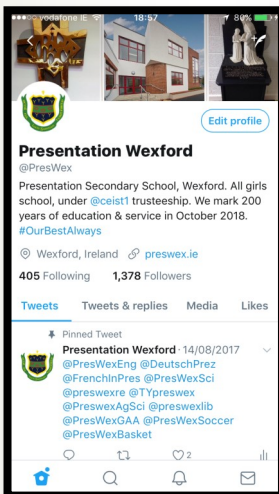 vodafone IE 18:57 80%
Edit profile
Presentation Wexford
@PresWex
Presentation Secondary School, Wexford. All girls
school, under @ceist1 trusteeship. We mark 200
years of education & service in October 2018.
#OurBestAlways
Wexford, Ireland preswex.ie
405 Following 1,378 Followers
Tweets Tweets & replies Media Likes
Pinned Tweet
Presentation Wexford · 14/08/2017
@PresWexEng @DeutschPrez
@FrenchInPres @PresWexSci
@preswexre @TYpreswex
@PreswexAgSci @preswexlib
@PresWexGAA @PresWexSoccer
@PresWexBasket
2